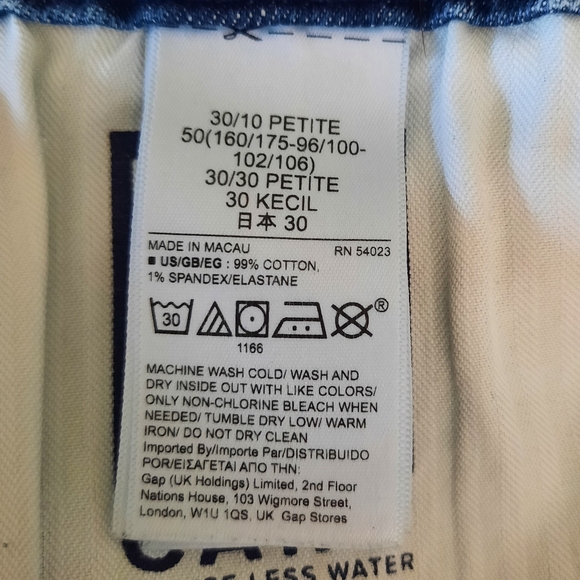 30/10 PETITE
50(160/175-96/100-
102/106)
30/30 PETITE
30 KECIL
日本 30
MADE IN MACAU RN 54023
■ US/GB/EG : 99% COTTON,
1% SPANDEX/ELASTANE
30 ®
1166
MACHINE WASH COLD/ WASH AND
DRY INSIDE OUT WITH LIKE COLORS/
ONLY NON-CHLORINE BLEACH WHEN
NEEDED/ TUMBLE DRY LOW/ WARM
IRON/ DO NOT DRY CLEAN
Imported By/Importe Par/DISTRIBUIDO
POR/ΕΙΣΑΓΕΤΑΙ ΑΠΟ ΤΗΝ:
Gap (UK Holdings) Limited, 2nd Floor
Nations House, 103 Wigmore Street,
London, W1U 1QS, UK Gap Stores
LESS WATER